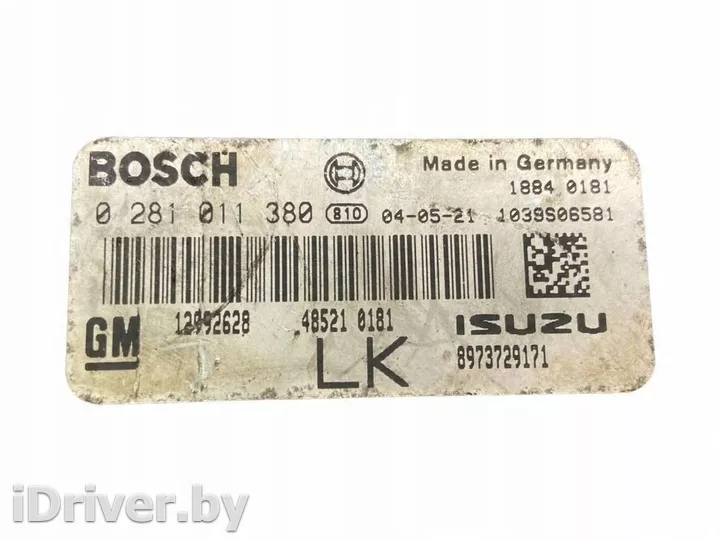 BOSCH
Made in Germany
1884 0181
0 281 011 380 810 04-05-21 1039S06581
48521 0181
GM
ISUZU
LK
8973729171
iDriver.by